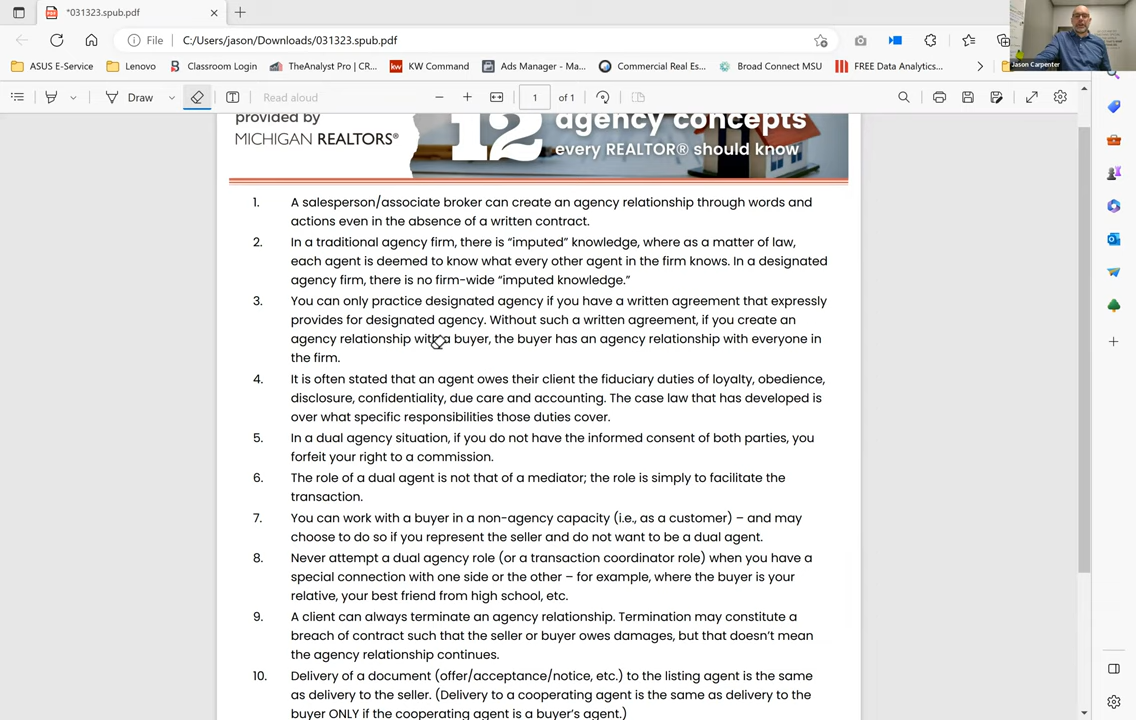 *031323.spub.pdf
File C:/Users/jason/Downloads/031323.spub.pdf
Jason Carpenter
ASUS E-Service Lenovo Classroom Login TheAnalyst Pro | CR... KW Command Ads Manager - Ma... Commercial Real Es... Broad Connect MSU FREE Data Analytics...
Draw Read aloud 1 of 1
provided by
MICHIGAN REALTORS®
12 agency concepts
every REALTOR® should know
1. A salesperson/associate broker can create an agency relationship through words and
actions even in the absence of a written contract.
2. In a traditional agency firm, there is “imputed” knowledge, where as a matter of law,
each agent is deemed to know what every other agent in the firm knows. In a designated
agency firm, there is no firm-wide “imputed knowledge.”
3. You can only practice designated agency if you have a written agreement that expressly
provides for designated agency. Without such a written agreement, if you create an
agency relationship with a buyer, the buyer has an agency relationship with everyone in
the firm.
4. It is often stated that an agent owes their client the fiduciary duties of loyalty, obedience,
disclosure, confidentiality, due care and accounting. The case law that has developed is
over what specific responsibilities those duties cover.
5. In a dual agency situation, if you do not have the informed consent of both parties, you
forfeit your right to a commission.
6. The role of a dual agent is not that of a mediator; the role is simply to facilitate the
transaction.
7. You can work with a buyer in a non-agency capacity (i.e., as a customer) – and may
choose to do so if you represent the seller and do not want to be a dual agent.
8. Never attempt a dual agency role (or a transaction coordinator role) when you have a
special connection with one side or the other – for example, where the buyer is your
relative, your best friend from high school, etc.
9. A client can always terminate an agency relationship. Termination may constitute a
breach of contract such that the seller or buyer owes damages, but that doesn’t mean
the agency relationship continues.
10. Delivery of a document (offer/acceptance/notice, etc.) to the listing agent is the same
as delivery to the seller. (Delivery to a cooperating agent is the same as delivery to the
buyer ONLY if the cooperating agent is a buyer’s agent.)